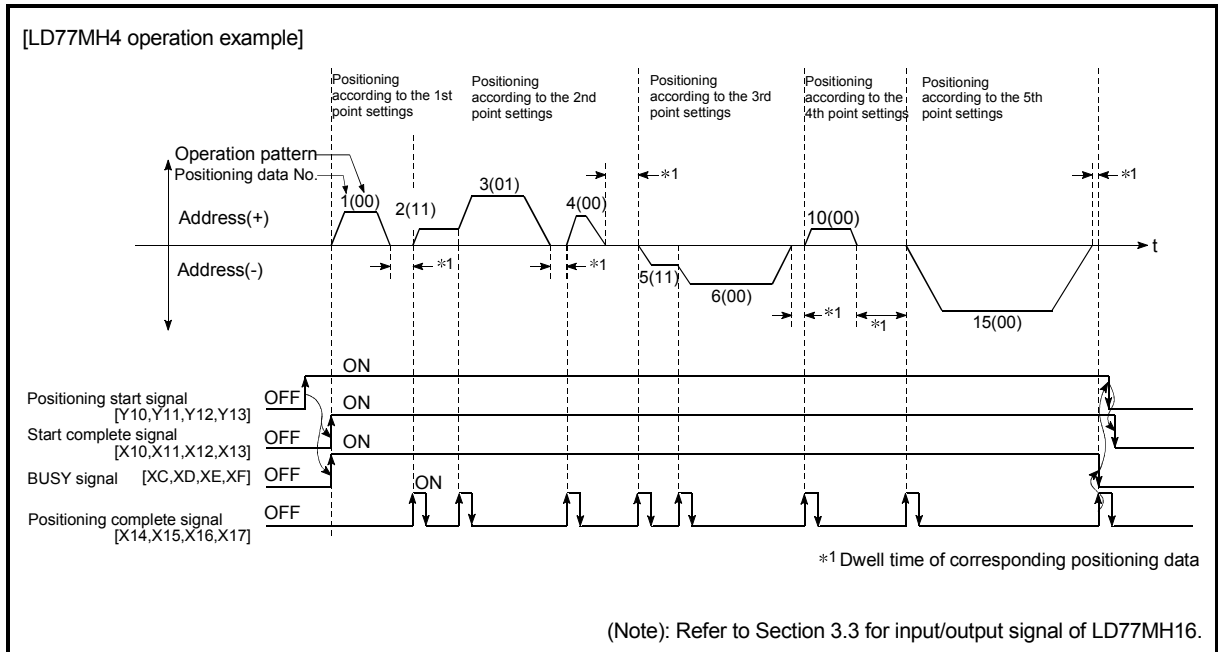 [LD77MH4 operation example]
Positioning
according to the 1st
point settings
Positioning
according to the 2nd
point settings
Positioning
according to the 3rd
point settings
Positioning
according to the
4th point settings
Positioning
according to the 5th
point settings
Operation pattern
Positioning data No.
1(00)
2(11)
3(01)
4(00)
*1
10(00)
*1
Address(+)
t
Address(-)
*1
*1
5(11)
6(00)
*1
*1
15(00)
ON
Positioning start signal
[Y10,Y11,Y12,Y13]
OFF
ON
Start complete signal
[X10,X11,X12,X13]
OFF
ON
BUSY signal [XC,XD,XE,XF]
OFF
ON
Positioning complete signal
[X14,X15,X16,X17]
OFF
*1 Dwell time of corresponding positioning data
(Note): Refer to Section 3.3 for input/output signal of LD77MH16.